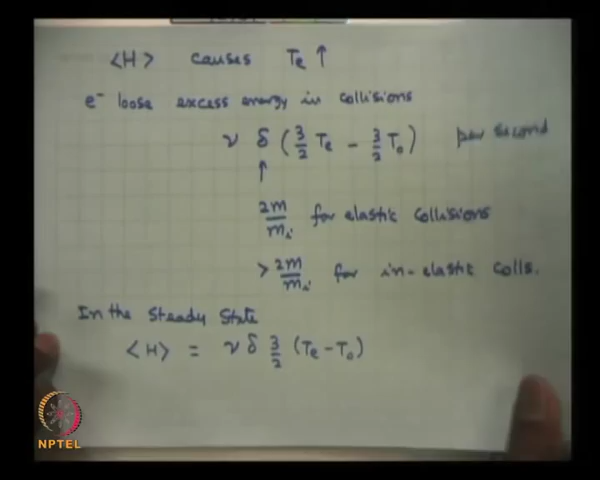 <H> causes Te ↑
e⁻ loose excess energy in collisions
ν δ (3/2 Te - 3/2 T₀) per second
↑
2m/mᵢ for elastic collisions
> 2m/mᵢ for in-elastic colls.
In the steady state
<H> = ν δ 3/2 (Te - T₀)
NPTEL